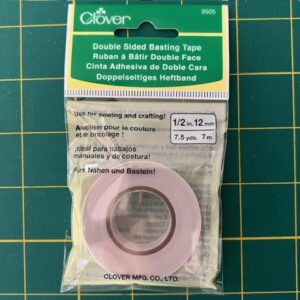 Clover
9505
Double Sided Basting Tape
Ruban à Bâtir Double Face
Cinta Adhesiva de Doble Cara
Doppelseitiges Heftband
Use for sewing and crafting!
A utiliser pour la couture
et le bricolage !
¡Ideal para trabajos
manuales y de costura!
Fürs Nähen und Basteln!
1/2 in. 12 mm
7.5 yds. 7 m
CLOVER MFG. CO., LTD.